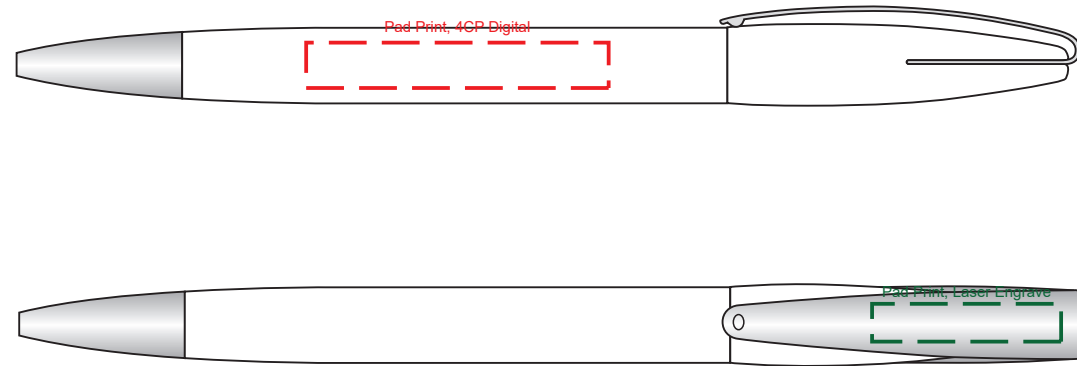 Pad Print, 4CP Digital
Pad Print, Laser Engrave